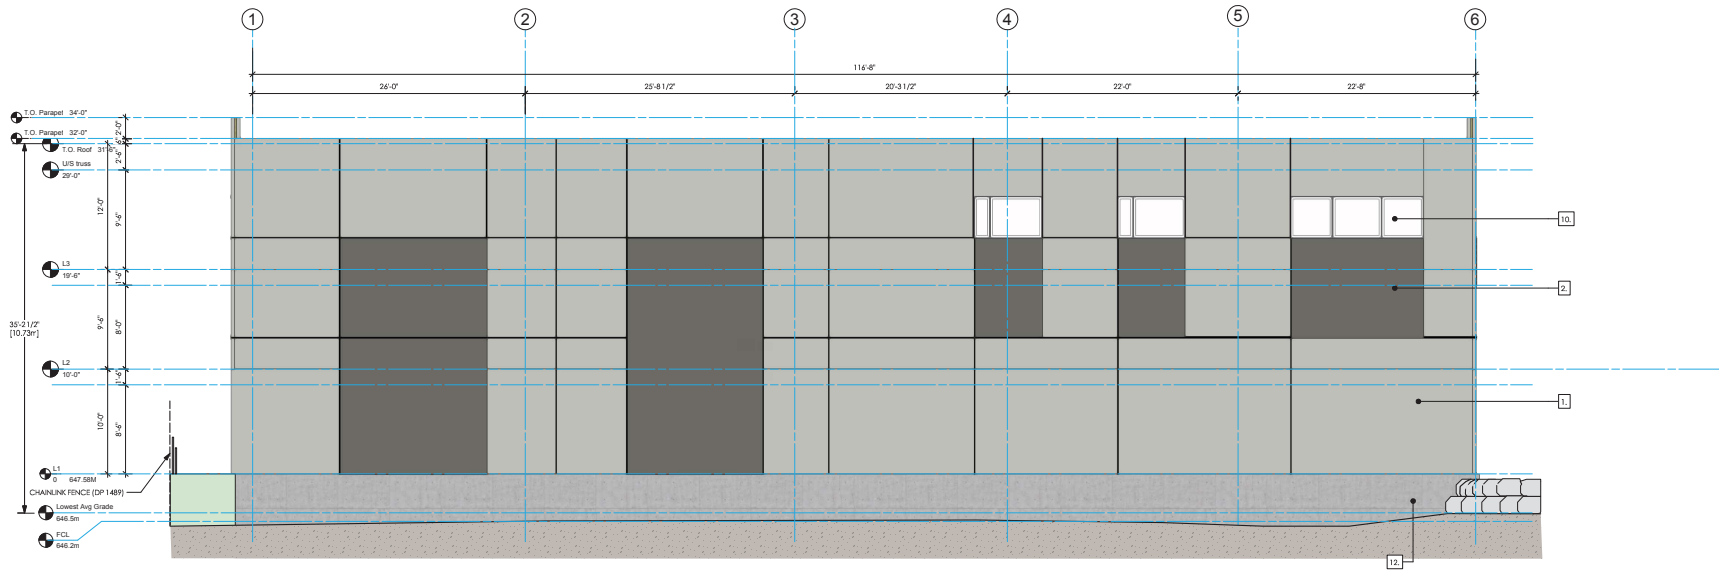 1 2 3 4 5 6
116'-8"
26'-0" 25'-8 1/2" 20'-3 1/2" 22'-0" 22'-8"
T.O. Parapet 34'-0"
2'-0"
T.O. Parapet 32'-0"
6"
T.O. Roof 31'-6"
2'-6"
U/S truss
29'-0"
12'-0" 9'-6"
10.
L3
19'-6"
1'-6"
2.
35'-2 1/2"
[10.73m]
9'-6" 8'-0"
L2
10'-0"
1'-6"
1.
10'-0" 8'-6"
L1
0 647.58M
CHAINLINK FENCE (DP 1489)
Lowest Avg Grade
646.5m
FCL
646.2m
12.